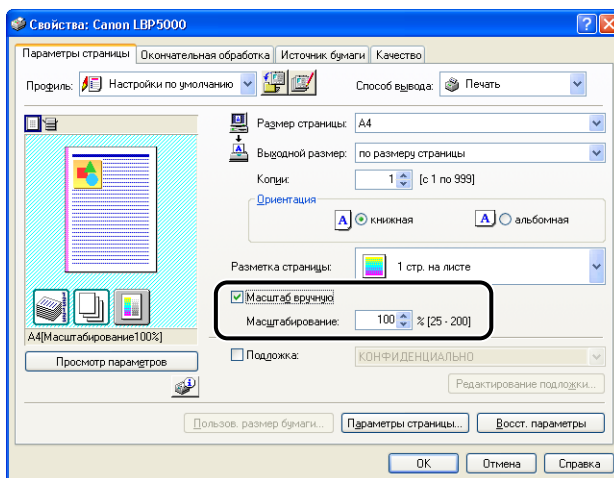 Свойства: Canon LBP5000
Параметры страницы Окончательная обработка Источник бумаги Качество
Профиль: Настройки по умолчанию Способ вывода: Печать
Размер страницы: A4
Выходной размер: по размеру страницы
Копии: 1 [с 1 по 999]
Ориентация
A книжная A альбомная
Разметка страницы: 1 стр. на листе
Масштаб вручную
Масштабирование: 100 % [25 - 200]
A4[Масштабирование100%]
Просмотр параметров
Подложка: КОНФИДЕНЦИАЛЬНО
Редактирование подложки...
Пользов. размер бумаги... Параметры страницы... Восст. параметры
OK Отмена Справка